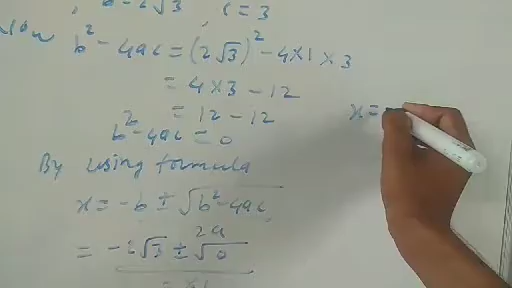 b = 2√3, c = 3
Now b² - 4ac = (2√3)² - 4×1×3
= 4×3 - 12
= 12 - 12
b² - 4ac = 0
By using formula
x = -b ± √b² - 4ac
2a
= -2√3 ± √0
x =